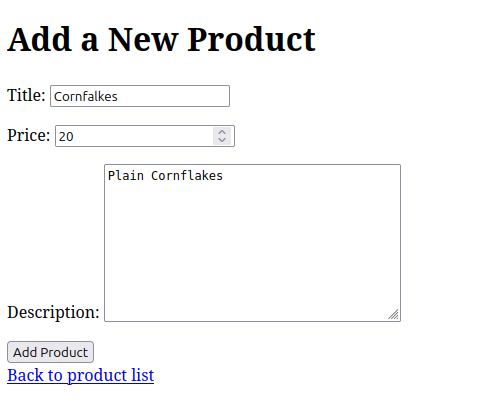 Add a New Product
Title: Cornfalkes
Price: 20
Plain Cornflakes
Description:
Add Product
Back to product list